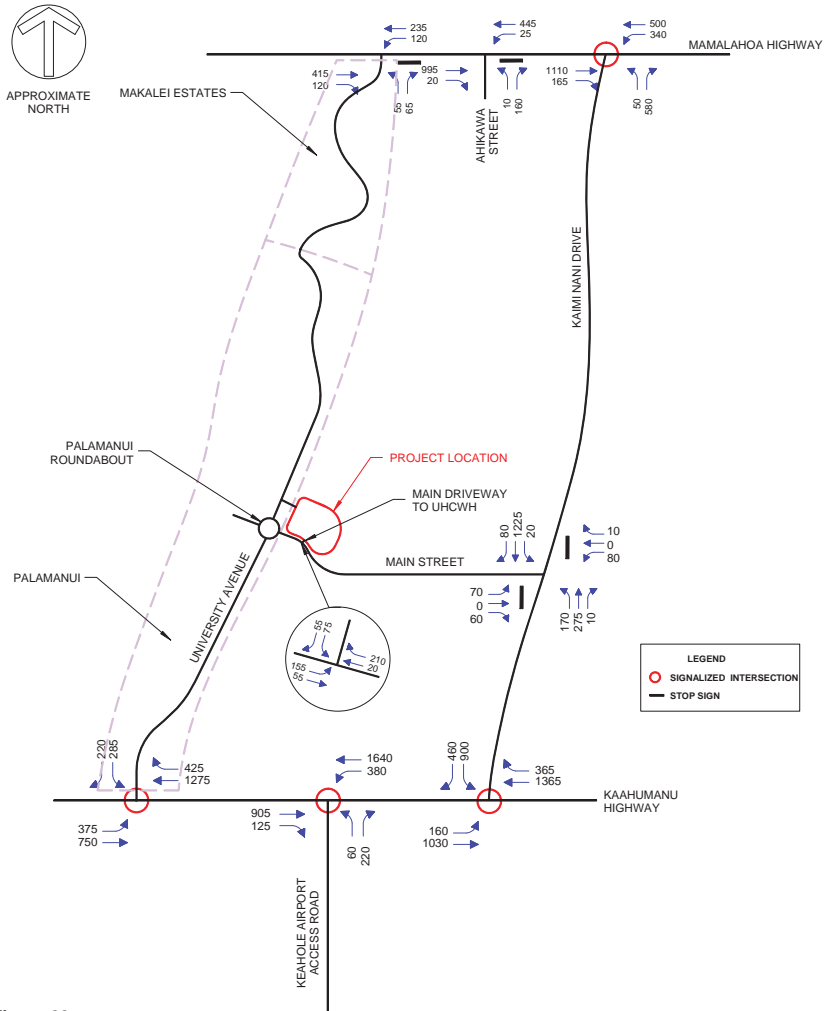 235
120
445
25
500
340
MAMALAHOA HIGHWAY
APPROXIMATE
NORTH
MAKALEI ESTATES
415
120
55
65
995
20
10
160
1110
165
50
580
AHIKAWA
STREET
KAIMI NANI DRIVE
PALAMANUI
ROUNDABOUT
PROJECT LOCATION
MAIN DRIVEWAY
TO UHCWH
MAIN STREET
80
1225
20
10
0
80
70
0
60
170
275
10
PALAMANUI
UNIVERSITY AVENUE
55
75
155
55
210
20
LEGEND
SIGNALIZED INTERSECTION
STOP SIGN
220
285
425
1275
1640
380
460
900
365
1365
KAAHUMANU
HIGHWAY
375
750
905
125
60
220
160
1030
KEAHOLE AIRPORT
ACCESS ROAD